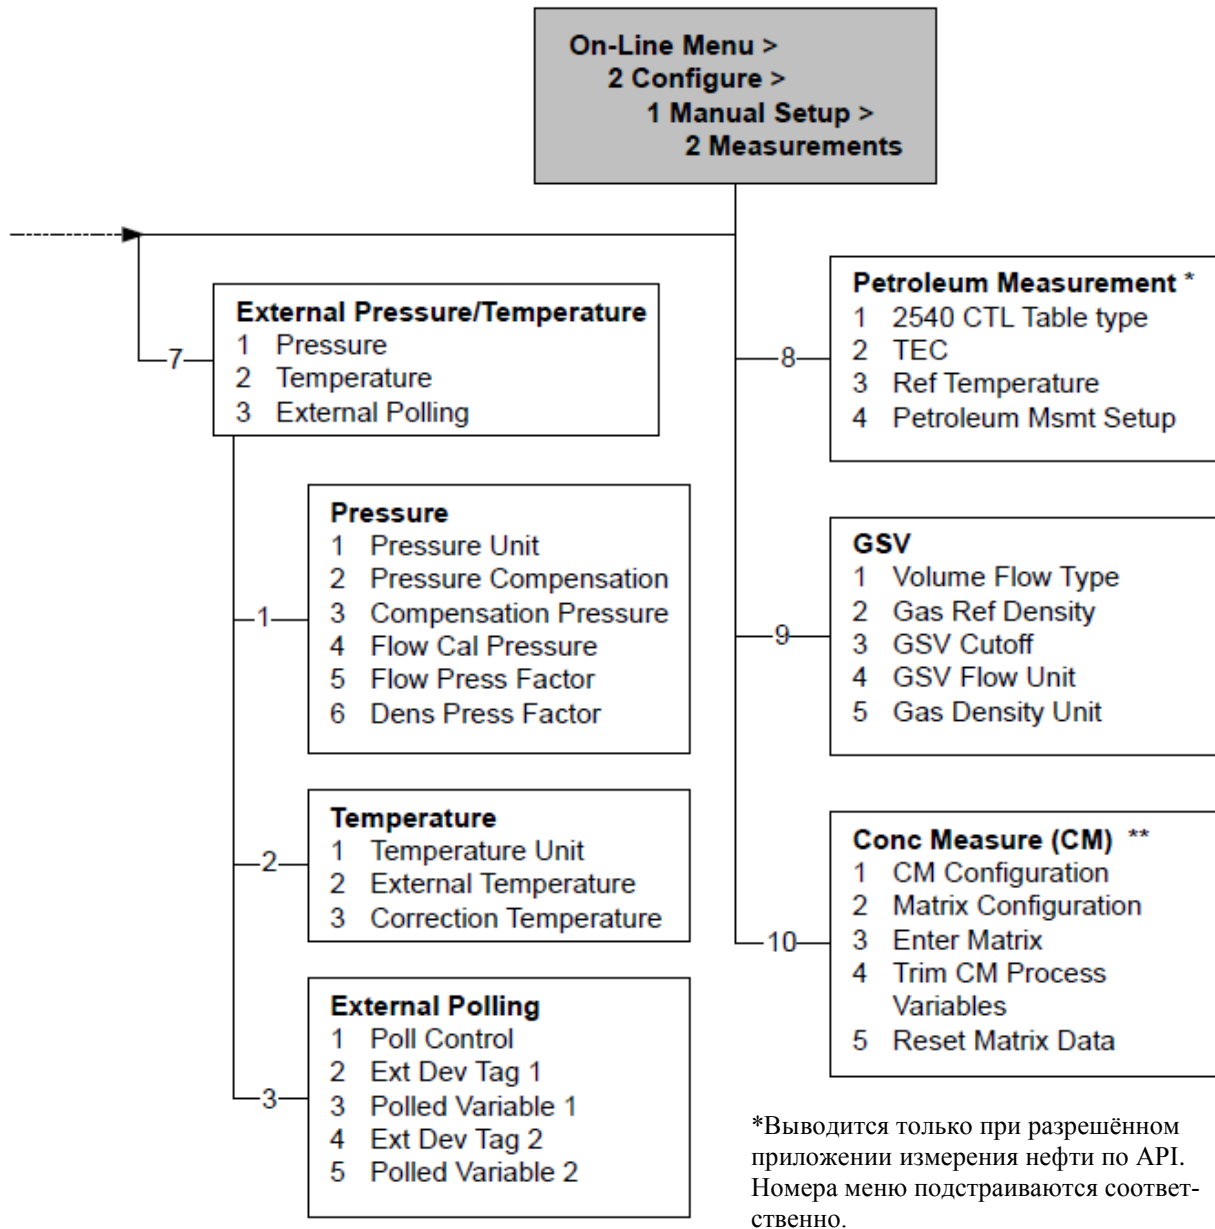 On-Line Menu >
2 Configure >
1 Manual Setup >
2 Measurements
7
External Pressure/Temperature
1 Pressure
2 Temperature
3 External Polling
1
Pressure
1 Pressure Unit
2 Pressure Compensation
3 Compensation Pressure
4 Flow Cal Pressure
5 Flow Press Factor
6 Dens Press Factor
2
Temperature
1 Temperature Unit
2 External Temperature
3 Correction Temperature
3
External Polling
1 Poll Control
2 Ext Dev Tag 1
3 Polled Variable 1
4 Ext Dev Tag 2
5 Polled Variable 2
8
Petroleum Measurement *
1 2540 CTL Table type
2 TEC
3 Ref Temperature
4 Petroleum Msmt Setup
9
GSV
1 Volume Flow Type
2 Gas Ref Density
3 GSV Cutoff
4 GSV Flow Unit
5 Gas Density Unit
10
Conc Measure (CM) **
1 CM Configuration
2 Matrix Configuration
3 Enter Matrix
4 Trim CM Process
Variables
5 Reset Matrix Data
*Выводится только при разрешённом
приложении измерения нефти по API.
Номера меню подстраиваются соответ-
ственно.